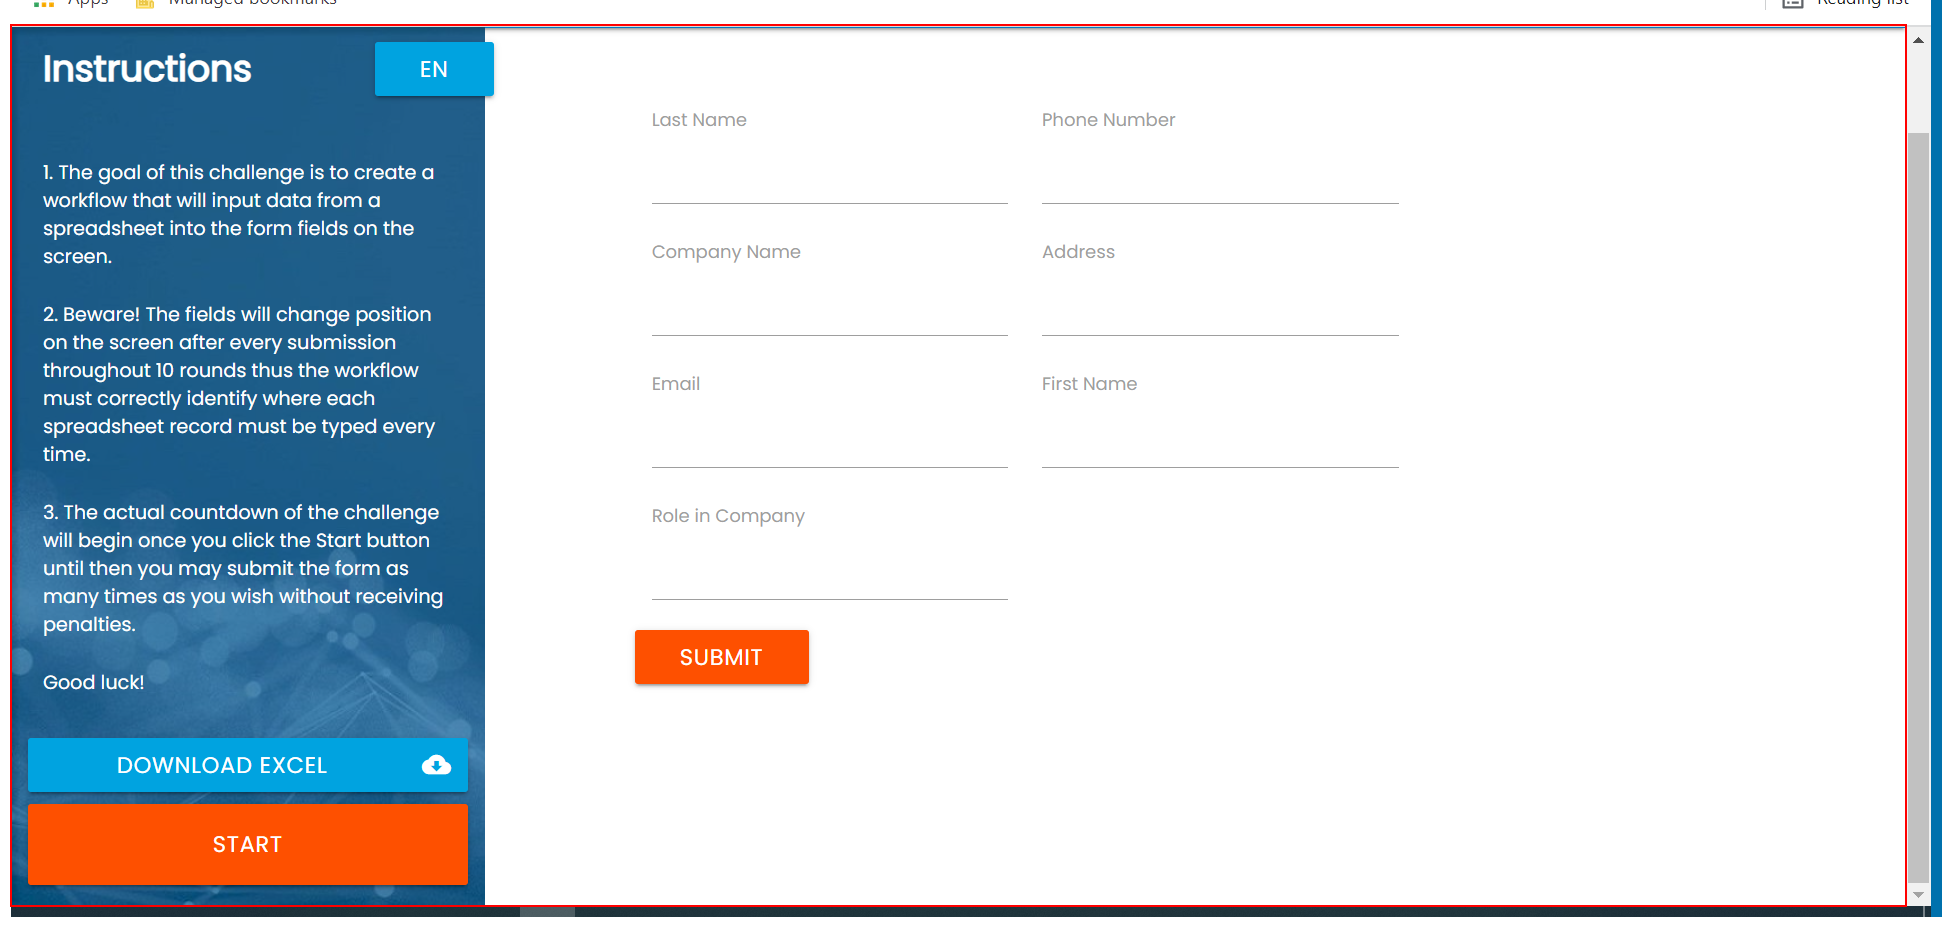 Apps
Managed bookmarks
Reading list
Instructions
EN
1. The goal of this challenge is to create a
workflow that will input data from a
spreadsheet into the form fields on the
screen.
2. Beware! The fields will change position
on the screen after every submission
throughout 10 rounds thus the workflow
must correctly identify where each
spreadsheet record must be typed every
time.
3. The actual countdown of the challenge
will begin once you click the Start button
until then you may submit the form as
many times as you wish without receiving
penalties.
Good luck!
DOWNLOAD EXCEL
START
Last Name
Phone Number
Company Name
Address
Email
First Name
Role in Company
SUBMIT